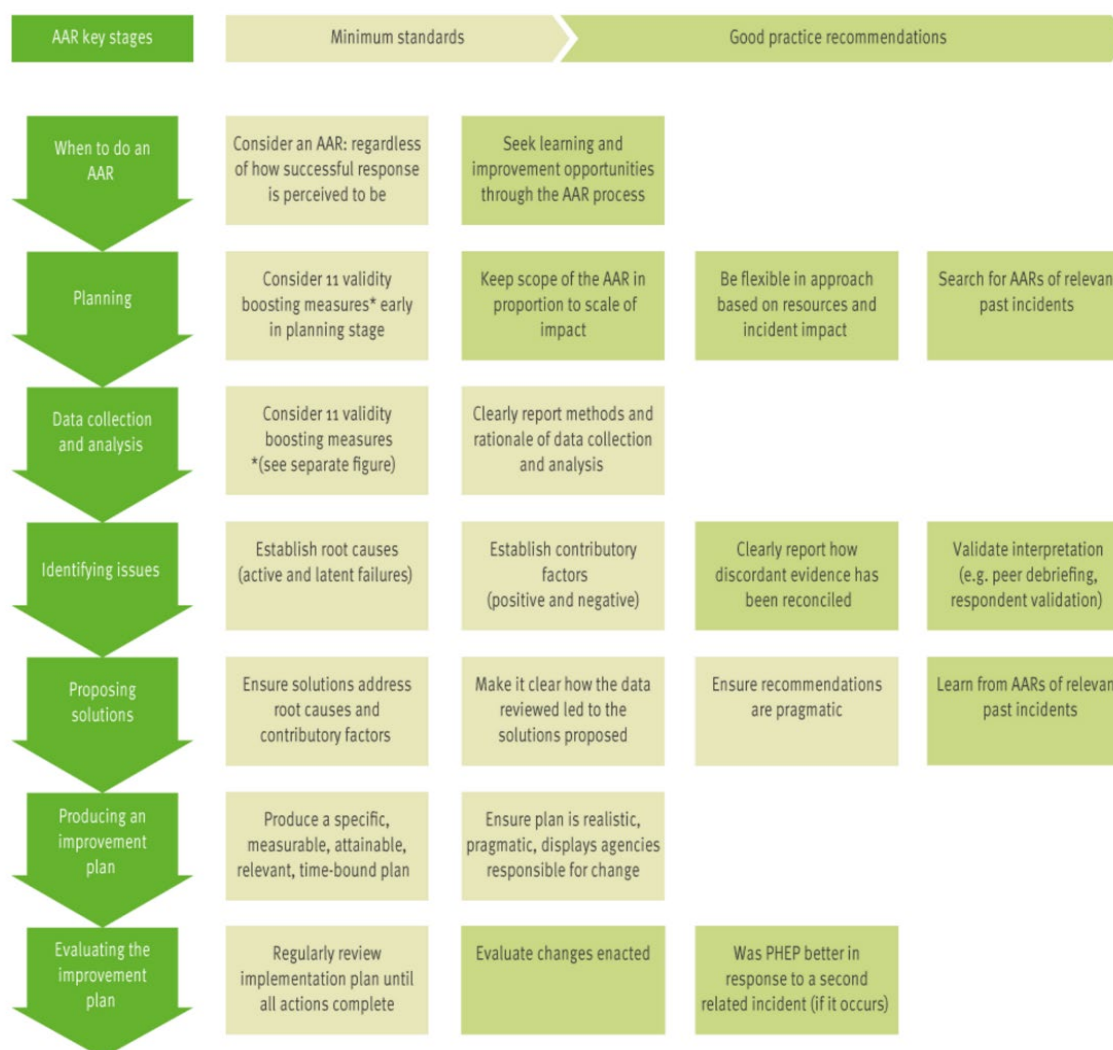 AAR key stages
Minimum standards
Good practice recommendations
When to do an
AAR
Consider an AAR: regardless
of how successful response
is perceived to be
Seek learning and
improvement opportunities
through the AAR process
Planning
Consider 11 validity
boosting measures* early
in planning stage
Keep scope of the AAR in
proportion to scale of
impact
Be flexible in approach
based on resources and
incident impact
Search for AARs of relevan
past incidents
Data collection
and analysis
Consider 11 validity
boosting measures
*(see separate figure)
Clearly report methods and
rationale of data collection
and analysis
Identifying issues
Establish root causes
(active and latent failures)
Establish contributory
factors
(positive and negative)
Clearly report how
discordant evidence has
been reconciled
Validate interpretation
(e.g. peer debriefing,
respondent validation)
Proposing
solutions
Ensure solutions address
root causes and
contributory factors
Make it clear how the data
reviewed led to the
solutions proposed
Ensure recommendations
are pragmatic
Learn from AARs of relevan
past incidents
Producing an
improvement
plan
Produce a specific,
measurable, attainable,
relevant, time-bound plan
Ensure plan is realistic,
pragmatic, displays agencies
responsible for change
Evaluating the
improvement
plan
Regularly review
implementation plan until
all actions complete
Evaluate changes enacted
Was PHEP better in
response to a second
related incident (if it occurs)